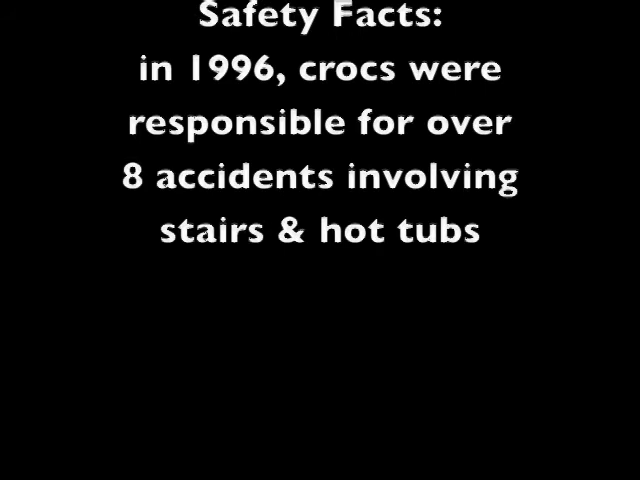 Safety Facts:
in 1996, crocs were
responsible for over
8 accidents involving
stairs & hot tubs